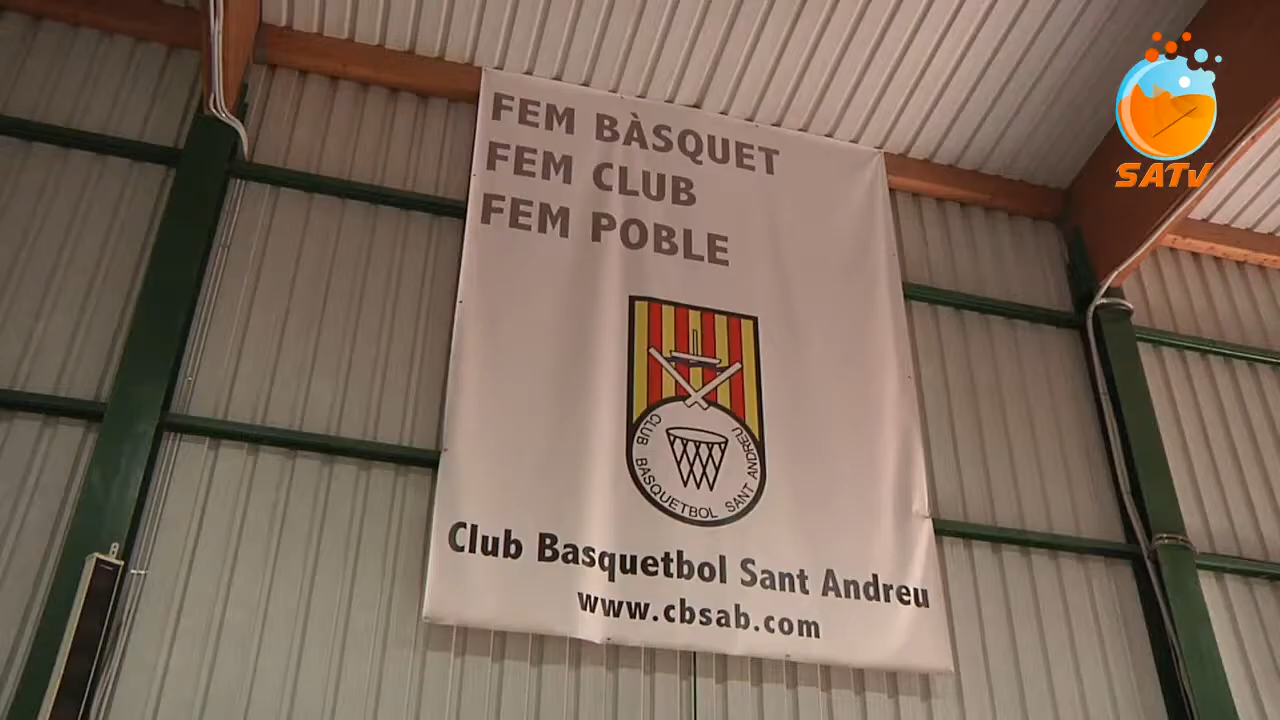 FEM BÀSQUET
FEM CLUB
FEM POBLE
CLUB BASQUETBOL SANT ANDREU
Club Basquetbol Sant Andreu
www.cbsab.com
SATV